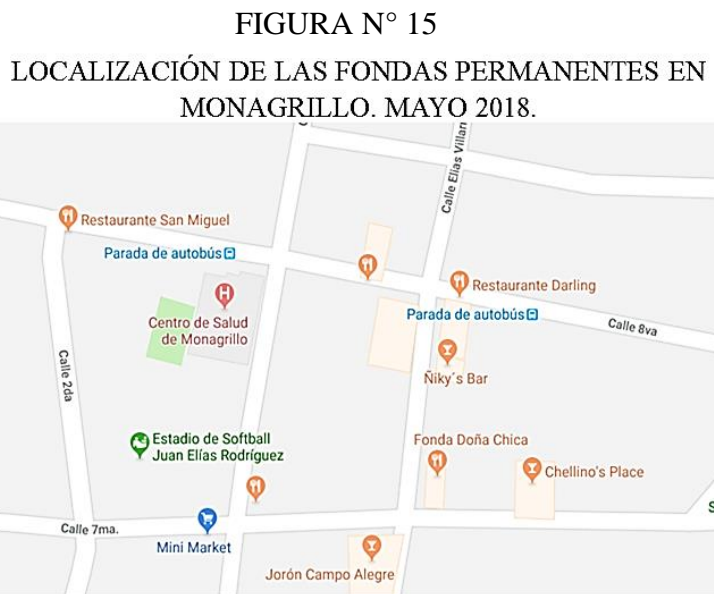 FIGURA N° 15
LOCALIZACIÓN DE LAS FONDAS PERMANENTES EN
MONAGRILLO. MAYO 2018.
Calle Elías Villarr
Restaurante San Miguel
Parada de autobús
Restaurante Darling
Parada de autobús
Calle 8va
Centro de Salud
de Monagrillo
Ñiky´s Bar
Calle 2da
Estadio de Softball
Juan Elías Rodríguez
Fonda Doña Chica
Chellino's Place
Calle 7ma.
Mini Market
Jorón Campo Alegre
S